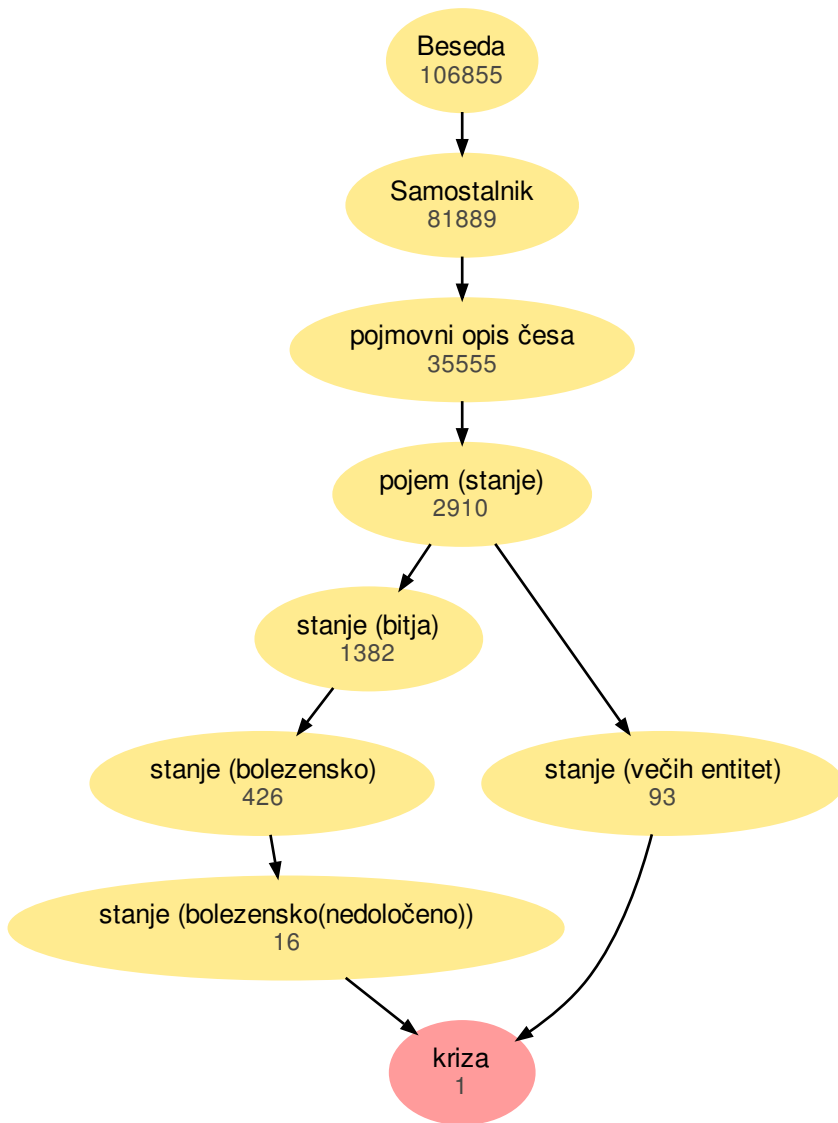 Beseda
106855
Samostalnik
81889
pojmovni opis česa
35555
pojem (stanje)
2910
stanje (bitja)
1382
stanje (bolezensko)
426
stanje (večih entitet)
93
stanje (bolezensko(nedoločeno))
16
kriza
1